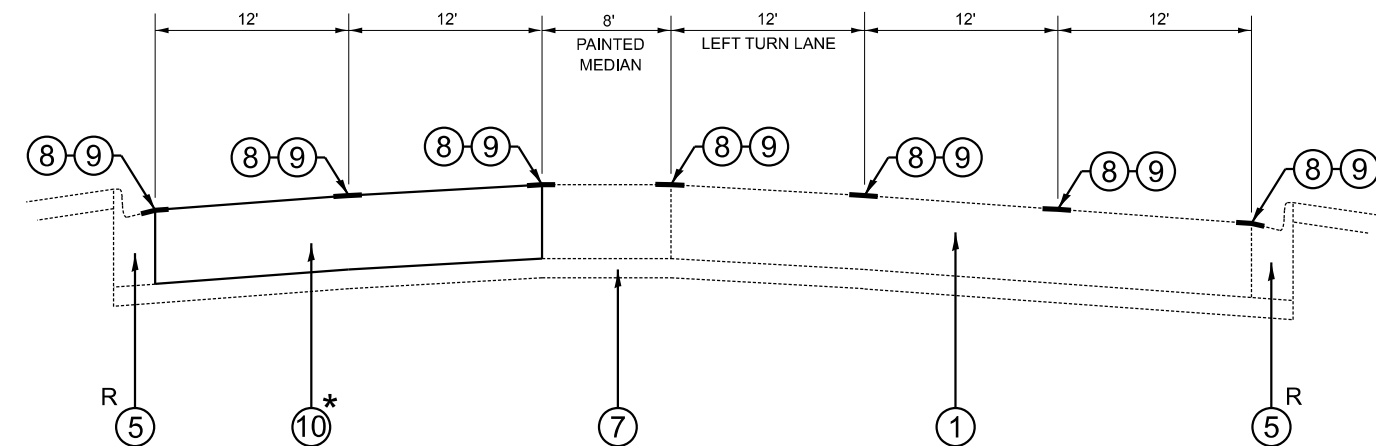 12' 12' 8' 12' 12' 12'
PAINTED LEFT TURN LANE
MEDIAN
8 9 8 9 8 9 8 9 8 9 8 9 8 9
R R
5 10* 7 1 5